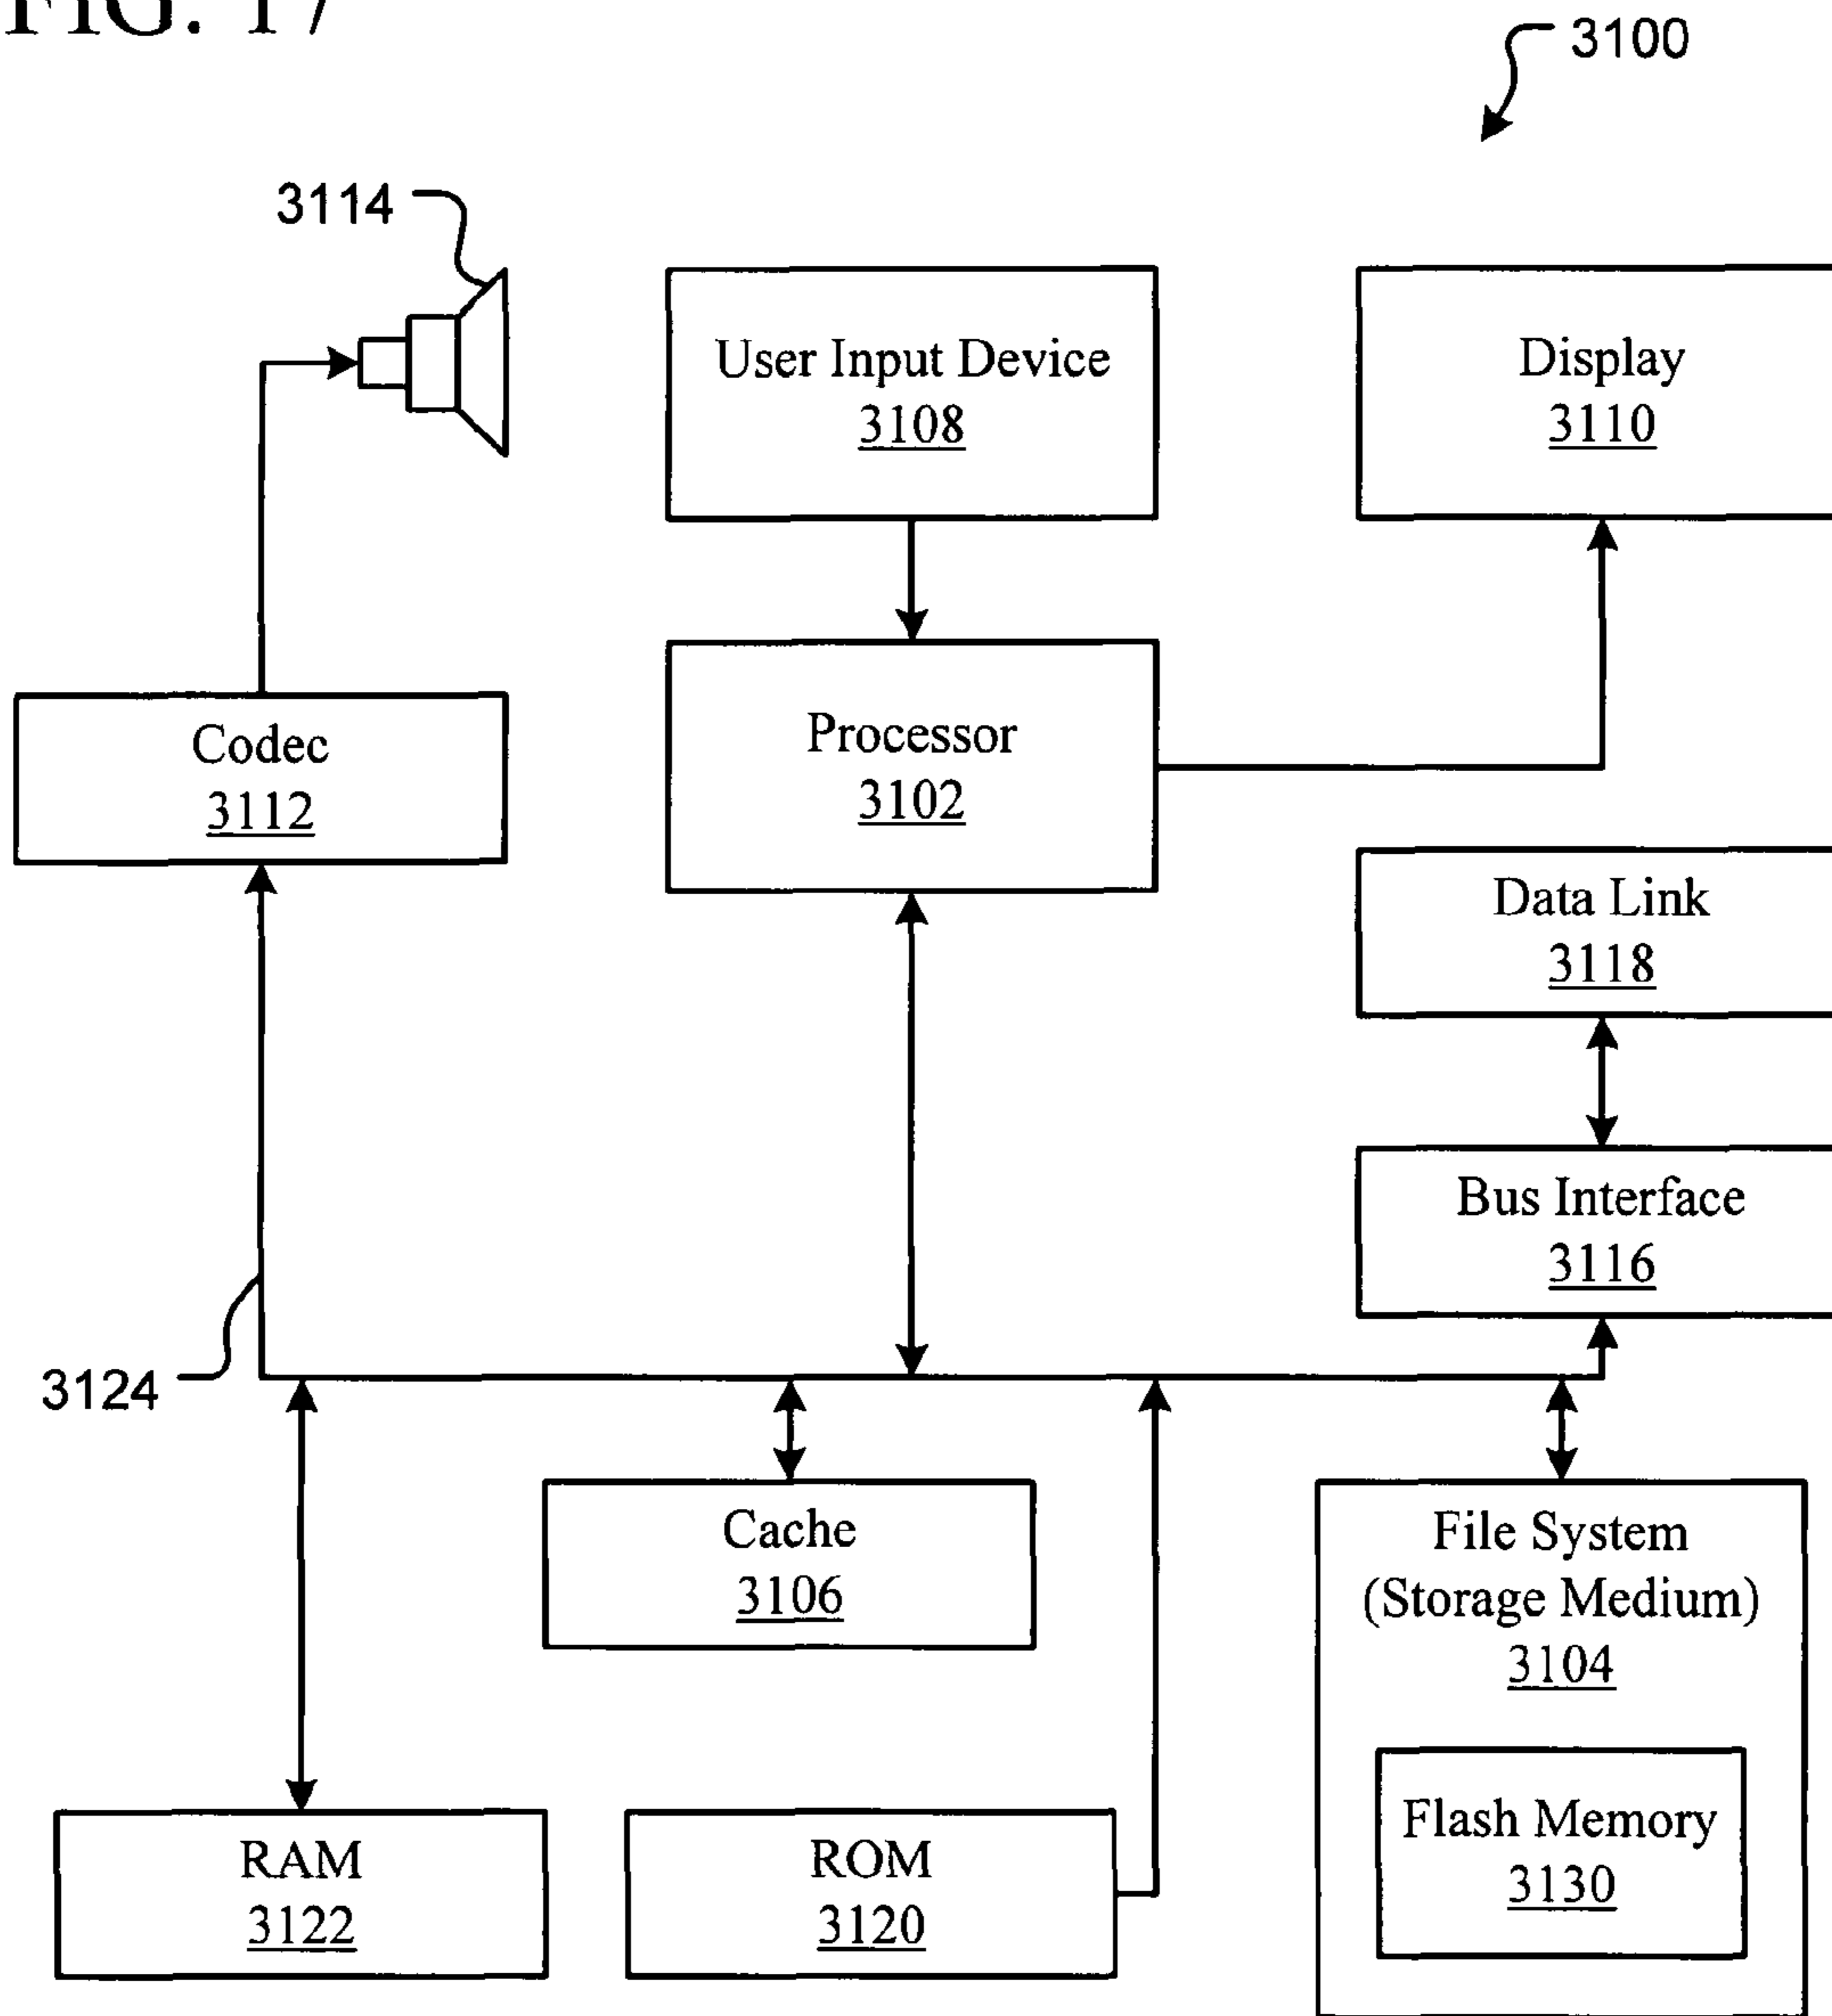 FIG. 17
3100
3114
User Input Device
3108
Display
3110
Codec
3112
Processor
3102
Data Link
3118
Bus Interface
3116
3124
Cache
3106
File System
(Storage Medium)
3104
Flash Memory
3130
RAM
3122
ROM
3120